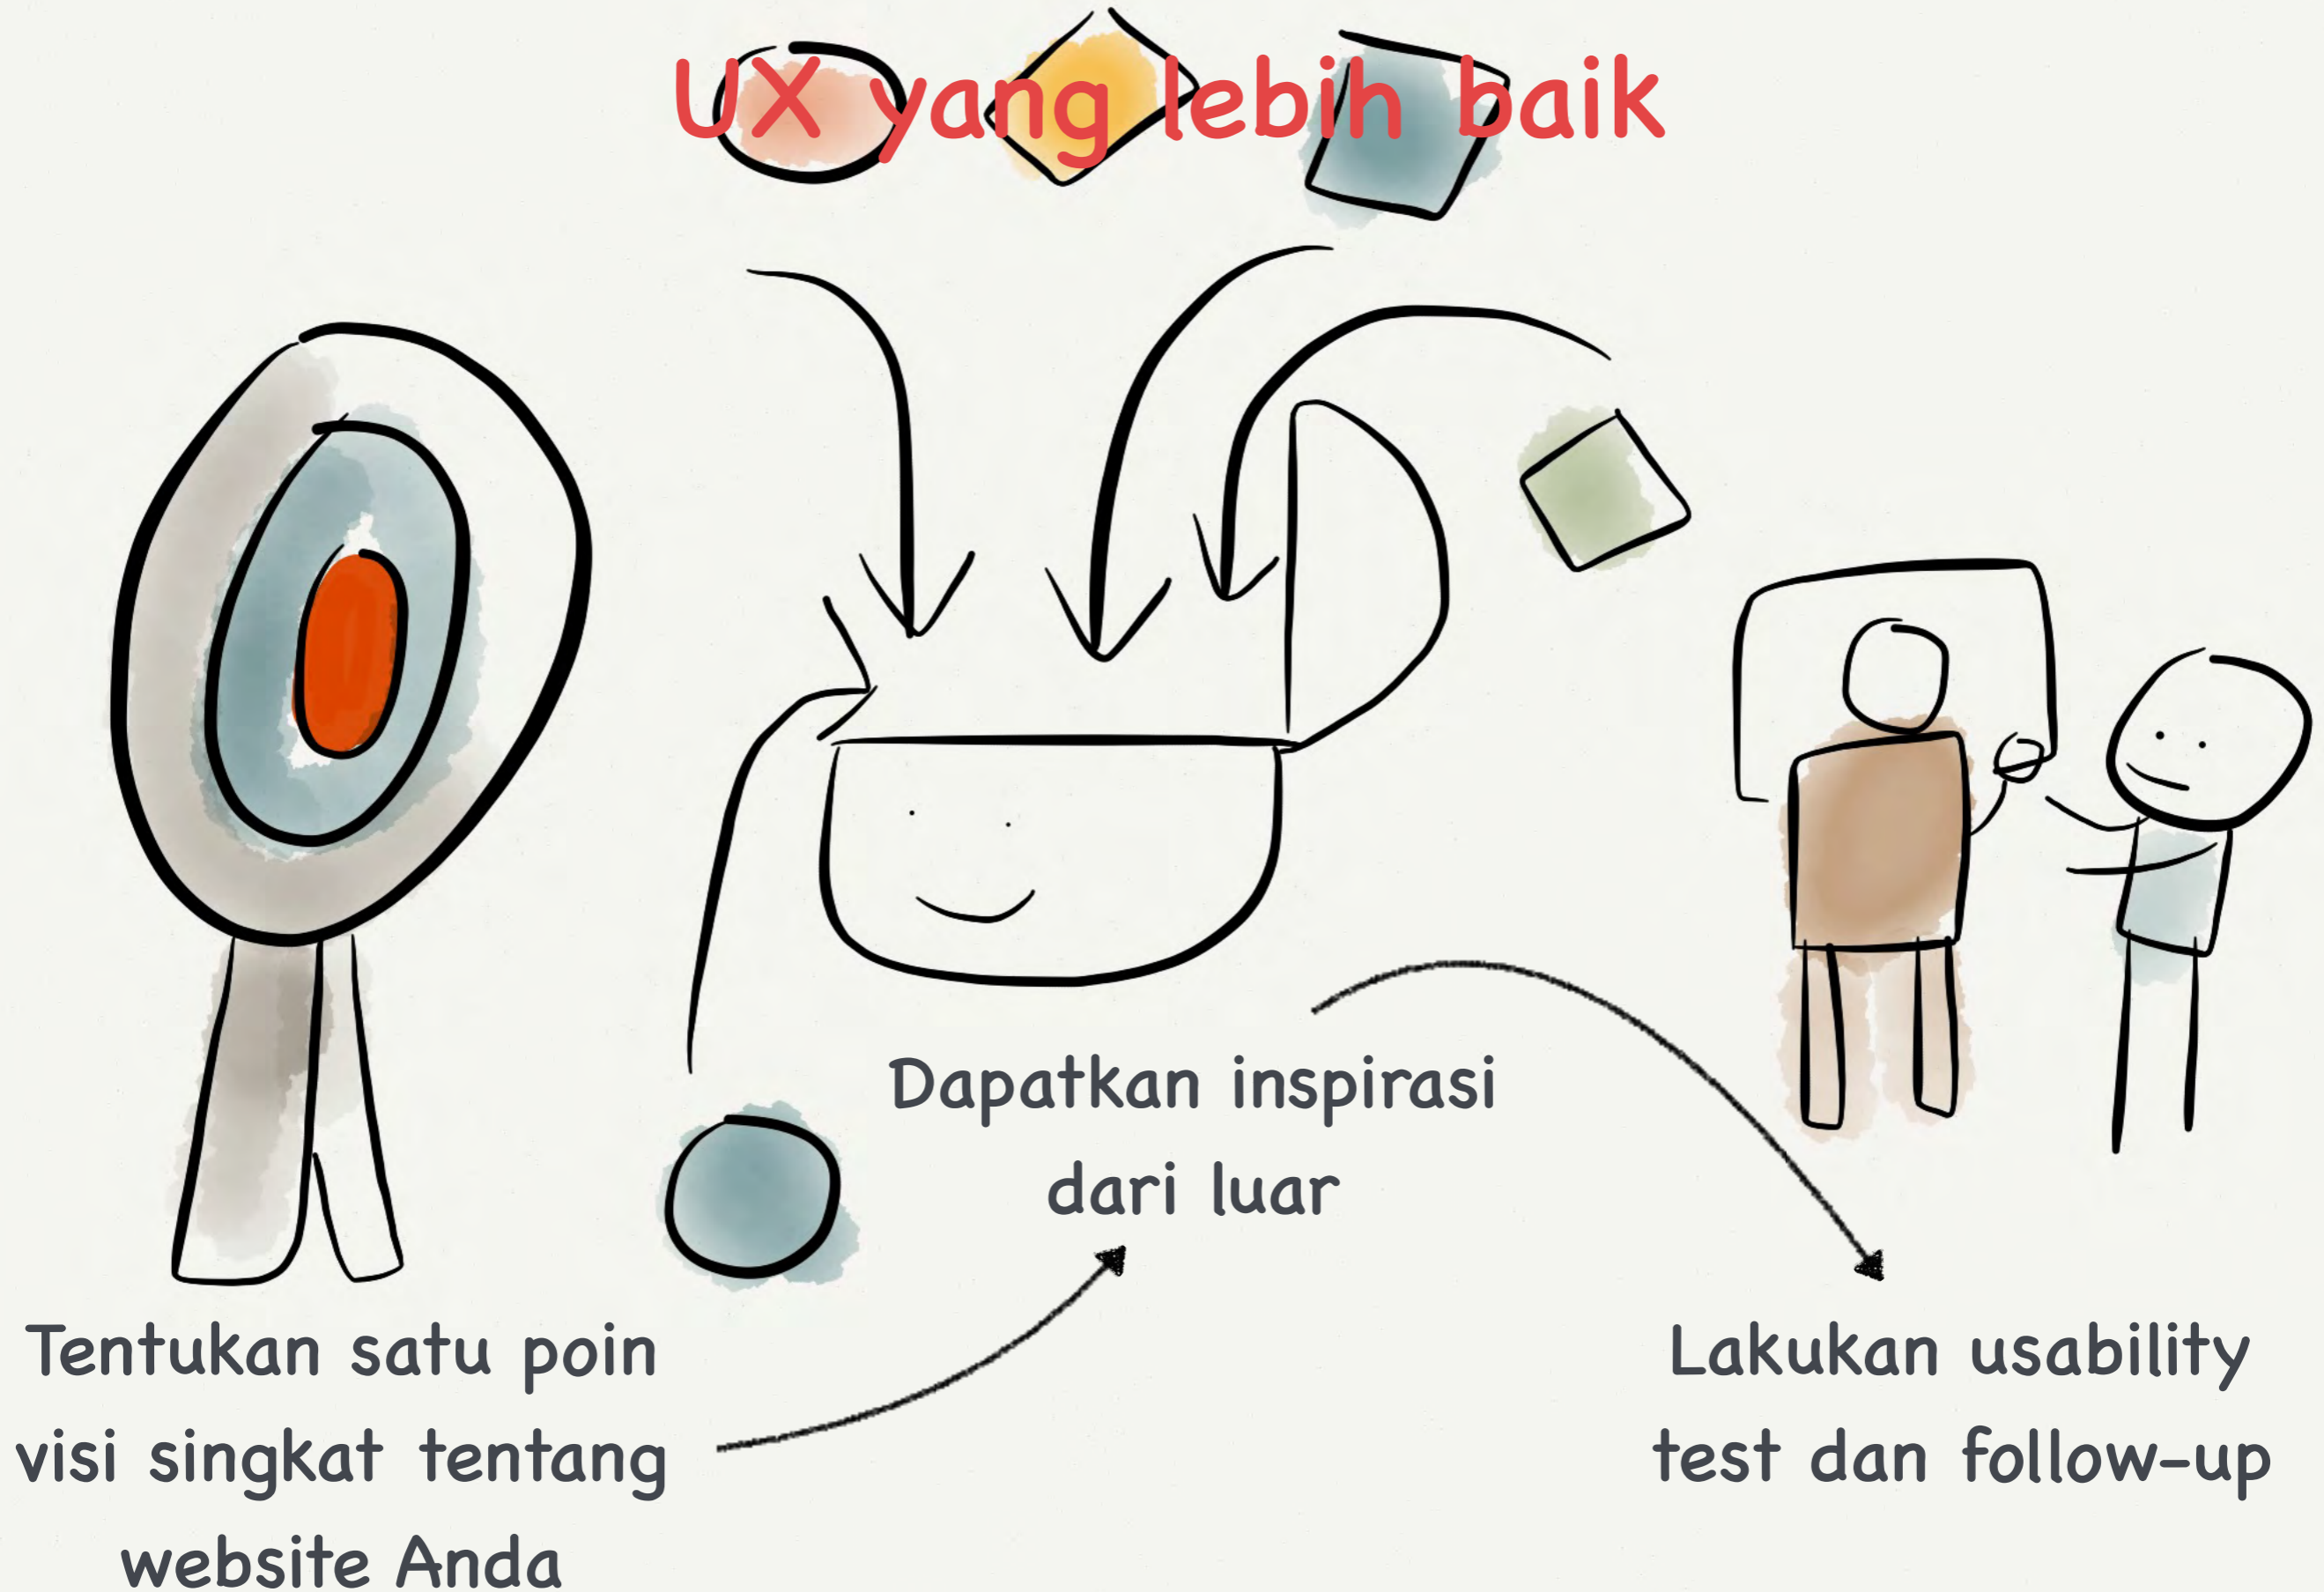 UX yang lebih baik
Dapatkan inspirasi
dari luar
Tentukan satu poin
visi singkat tentang
website Anda
Lakukan usability
test dan follow-up